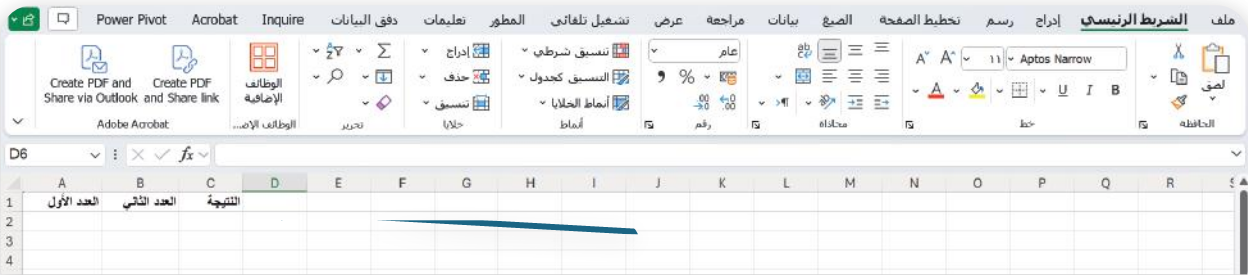 ملف الشريط الرئيسي إدراج رسم تخطيط الصفحة الصيغ بيانات مراجعة عرض تشغيل تلقائي المطور تعليمات دفق البيانات Inquire Acrobat Power Pivot
لصق
الحافظة
Aptos Narrow ١١ A A
B I U A
خط
ab
محاذاة
عام
% 
رقم
تنسيق شرطي
التنسيق كجدول
أنماط الخلايا
أنماط
إدراج
حذف
تنسيق
خلايا
تحرير
الوظائف
الإضافية
الوظائف الإض...
Create PDF
and Share link
Create PDF and
Share via Outlook
Adobe Acrobat
D6 fx
A B C D E F G H I J K L M N O P Q R S
1 العدد الأول العدد الثاني النتيجة
2
3
4